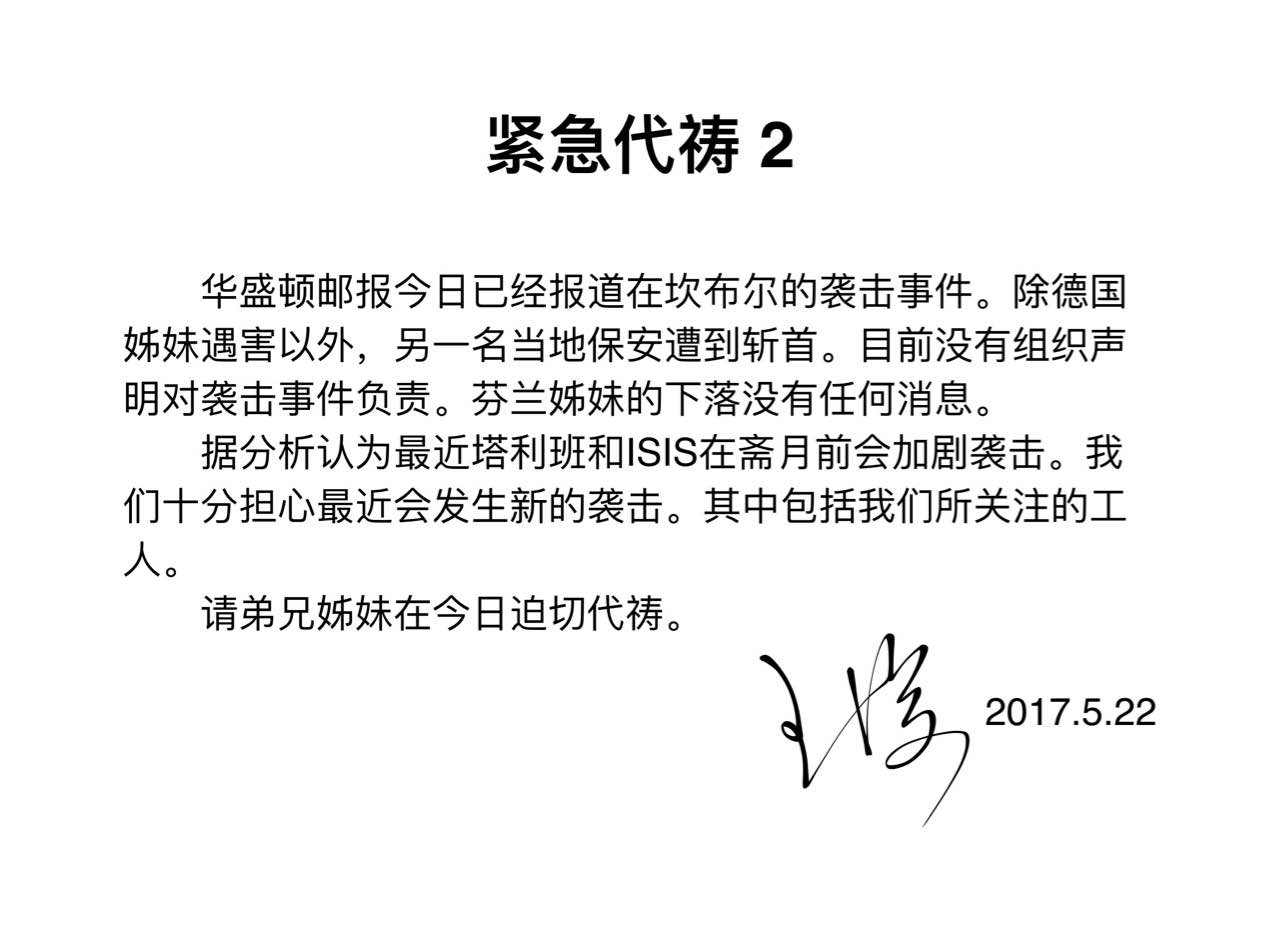 紧急代祷 2
华盛顿邮报今日已经报道在坎布尔的袭击事件。除德国
姊妹遇害以外，另一名当地保安遭到斩首。目前没有组织声
明对袭击事件负责。芬兰姊妹的下落没有任何消息。
据分析认为最近塔利班和ISIS在斋月前会加剧袭击。我
们十分担心最近会发生新的袭击。其中包括我们所关注的工
人。
请弟兄姊妹在今日迫切代祷。
2017.5.22